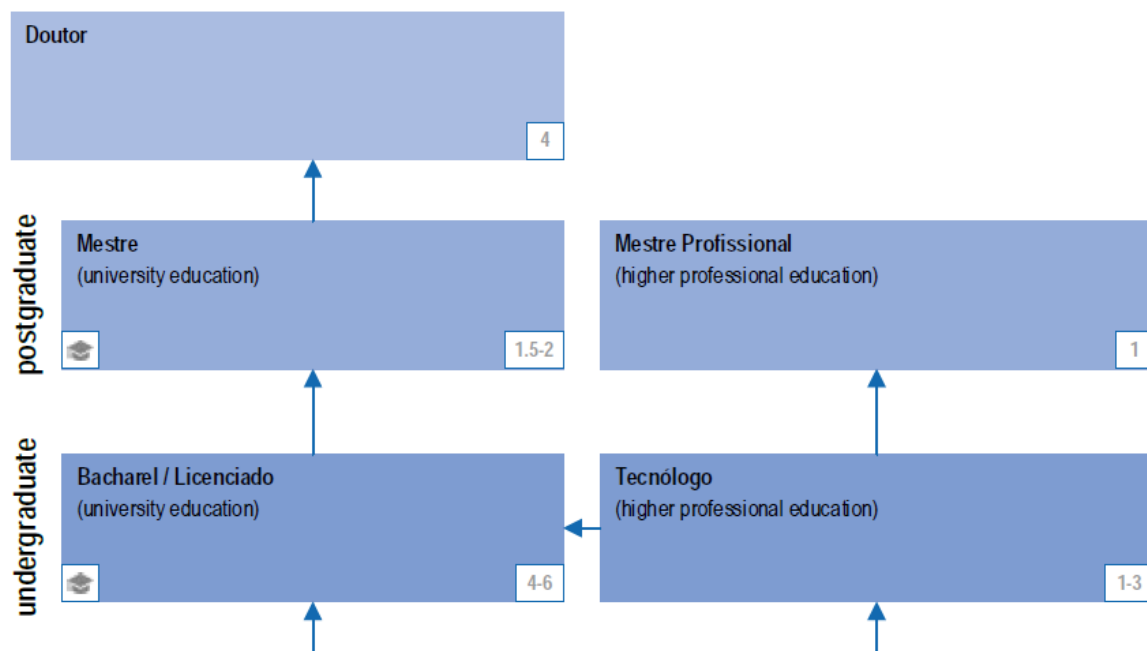 Doutor
4
postgraduate
Mestre
(university education)
1.5-2
Mestre Profissional
(higher professional education)
1
undergraduate
Bacharel / Licenciado
(university education)
4-6
Tecnólogo
(higher professional education)
1-3